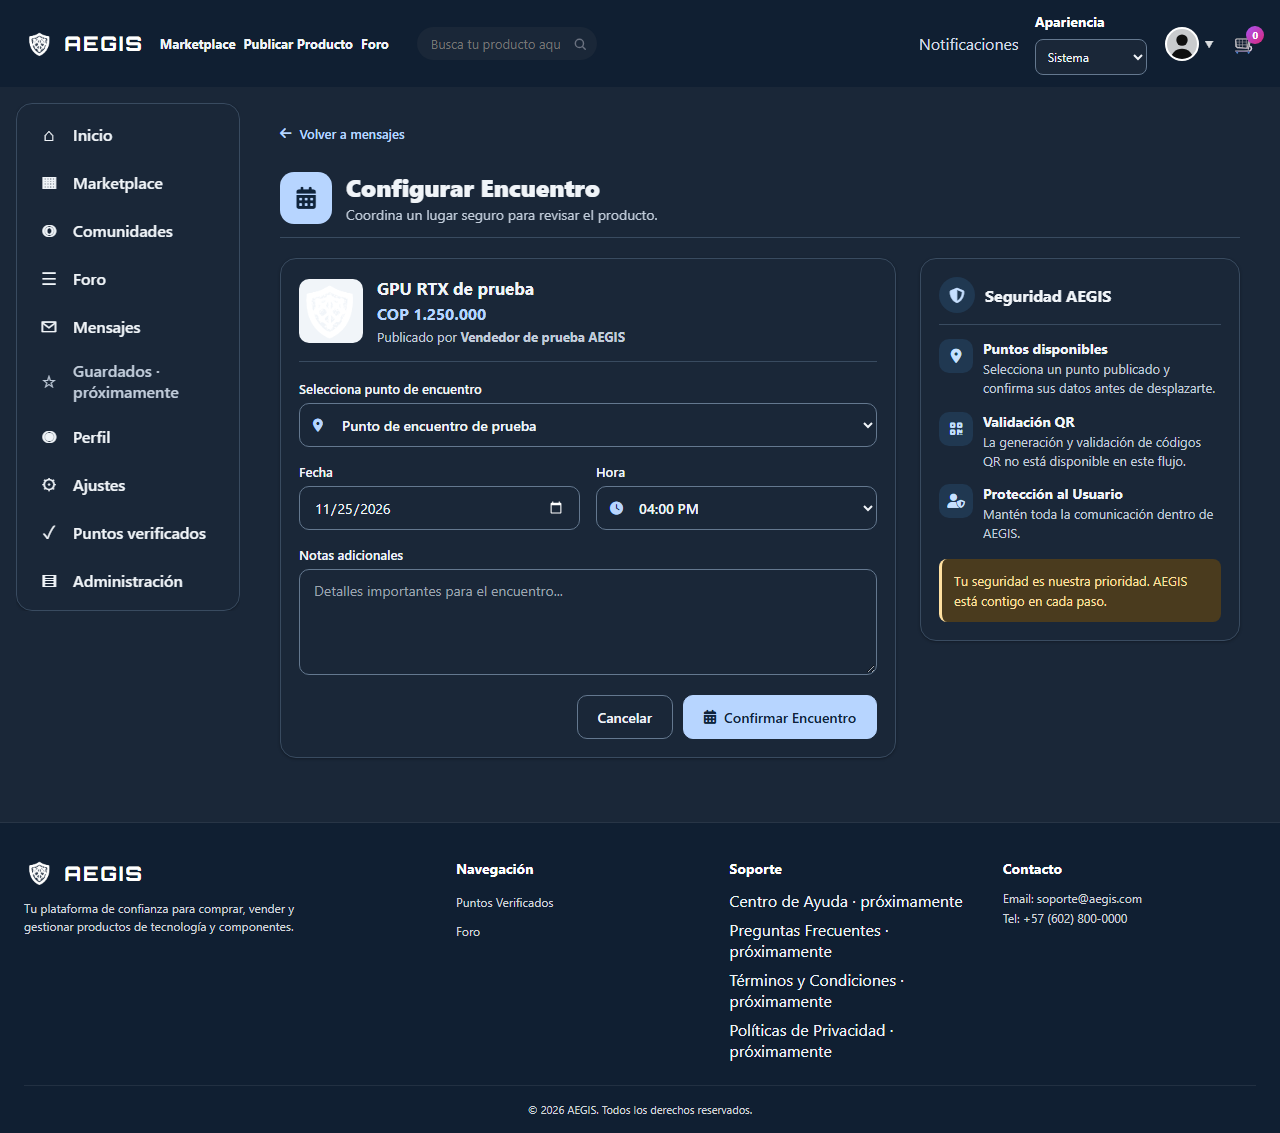 AEGIS
Marketplace Publicar Producto Foro
Busca tu producto aqu
Notificaciones
Apariencia
Sistema
0
Inicio
Marketplace
Comunidades
Foro
Mensajes
Guardados ·
próximamente
Perfil
Ajustes
Puntos verificados
Administración
Volver a mensajes
Configurar Encuentro
Coordina un lugar seguro para revisar el producto.
GPU RTX de prueba
COP 1.250.000
Publicado por Vendedor de prueba AEGIS
Selecciona punto de encuentro
Punto de encuentro de prueba
Fecha
Hora
11/25/2026
04:00 PM
Notas adicionales
Detalles importantes para el encuentro...
Cancelar
Confirmar Encuentro
Seguridad AEGIS
Puntos disponibles
Selecciona un punto publicado y
confirma sus datos antes de desplazarte.
Validación QR
La generación y validación de códigos
QR no está disponible en este flujo.
Protección al Usuario
Mantén toda la comunicación dentro de
AEGIS.
Tu seguridad es nuestra prioridad. AEGIS
está contigo en cada paso.
AEGIS
Tu plataforma de confianza para comprar, vender y
gestionar productos de tecnología y componentes.
Navegación
Puntos Verificados
Foro
Soporte
Centro de Ayuda · próximamente
Preguntas Frecuentes ·
próximamente
Términos y Condiciones ·
próximamente
Políticas de Privacidad ·
próximamente
Contacto
Email: soporte@aegis.com
Tel: +57 (602) 800-0000
© 2026 AEGIS. Todos los derechos reservados.